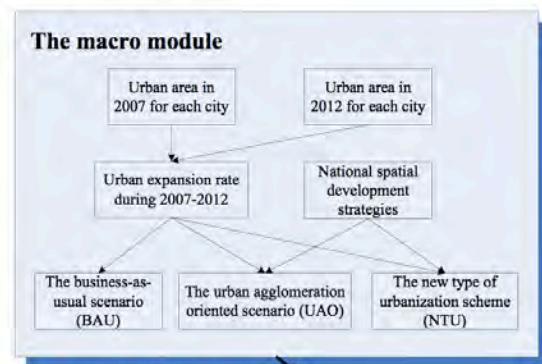 The macro module
Urban area in
2007 for each city
Urban area in
2012 for each city
Urban expansion rate
during 2007-2012
National spatial
development
strategies
The business-as-
usual scenario
(BAU)
The urban agglomeration
oriented scenario (UAO)
The new type of
urbanization scheme
(NTU)